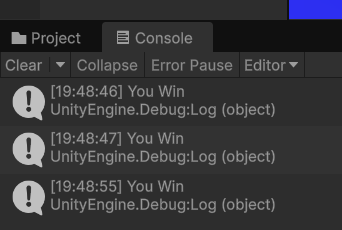 Project
Console
Clear
Collapse
Error Pause
Editor
[19:48:46] You Win
UnityEngine.Debug:Log (object)
[19:48:47] You Win
UnityEngine.Debug:Log (object)
[19:48:55] You Win
UnityEngine.Debug:Log (object)